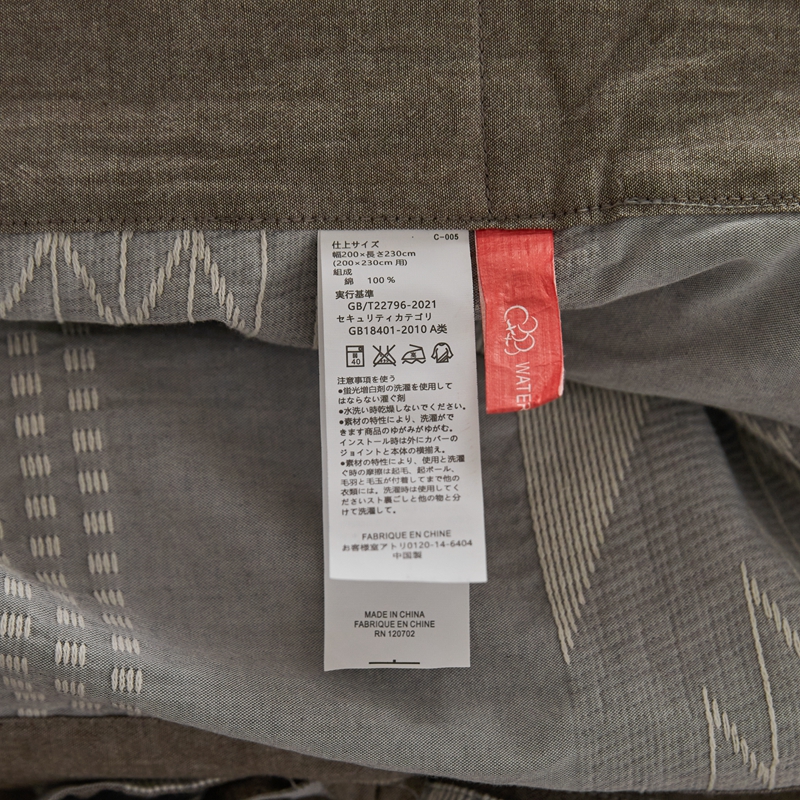 C-005
仕上サイズ
幅200×長さ230cm
(200×230cm 用)
組成
綿 100%
実行基準
GB/T22796-2021
セキュリティカテゴリ
GB18401-2010 A类
40
注意事項を使う
●蛍光増白剤の洗濯を使用して
はならない濯ぐ剤
●水洗い時乾燥しないでください。
●素材の特性により、洗濯がで
きます商品のゆがみがゆがむ。
インストール時は外にカバーの
ジョイントと本体の横揃え。
●素材の特性により、使用と洗濯
ぐ時の摩擦は起毛、起ボール、
毛羽と毛玉が付着してまで他の
衣類には。洗濯時は使用してく
ださいスト裏ごしと他の物と分
けて洗濯して。
FABRIQUE EN CHINE
お客様室アトリ0120-14-6404
中国製
MADE IN CHINA
FABRIQUE EN CHINE
RN 120702
WATER